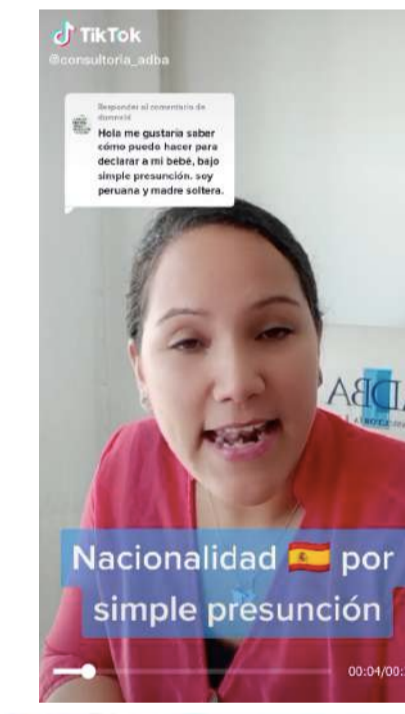 TikTok
@consultoria_adba
Responder al comentario de
Hola me gustaría saber
cómo puedo hacer para
declarar a mi bebé, bajo
simple presunción. soy
peruana y madre soltera.
ADBA
Nacionalidad 🇪🇸 por
simple presunción
00:04/00: